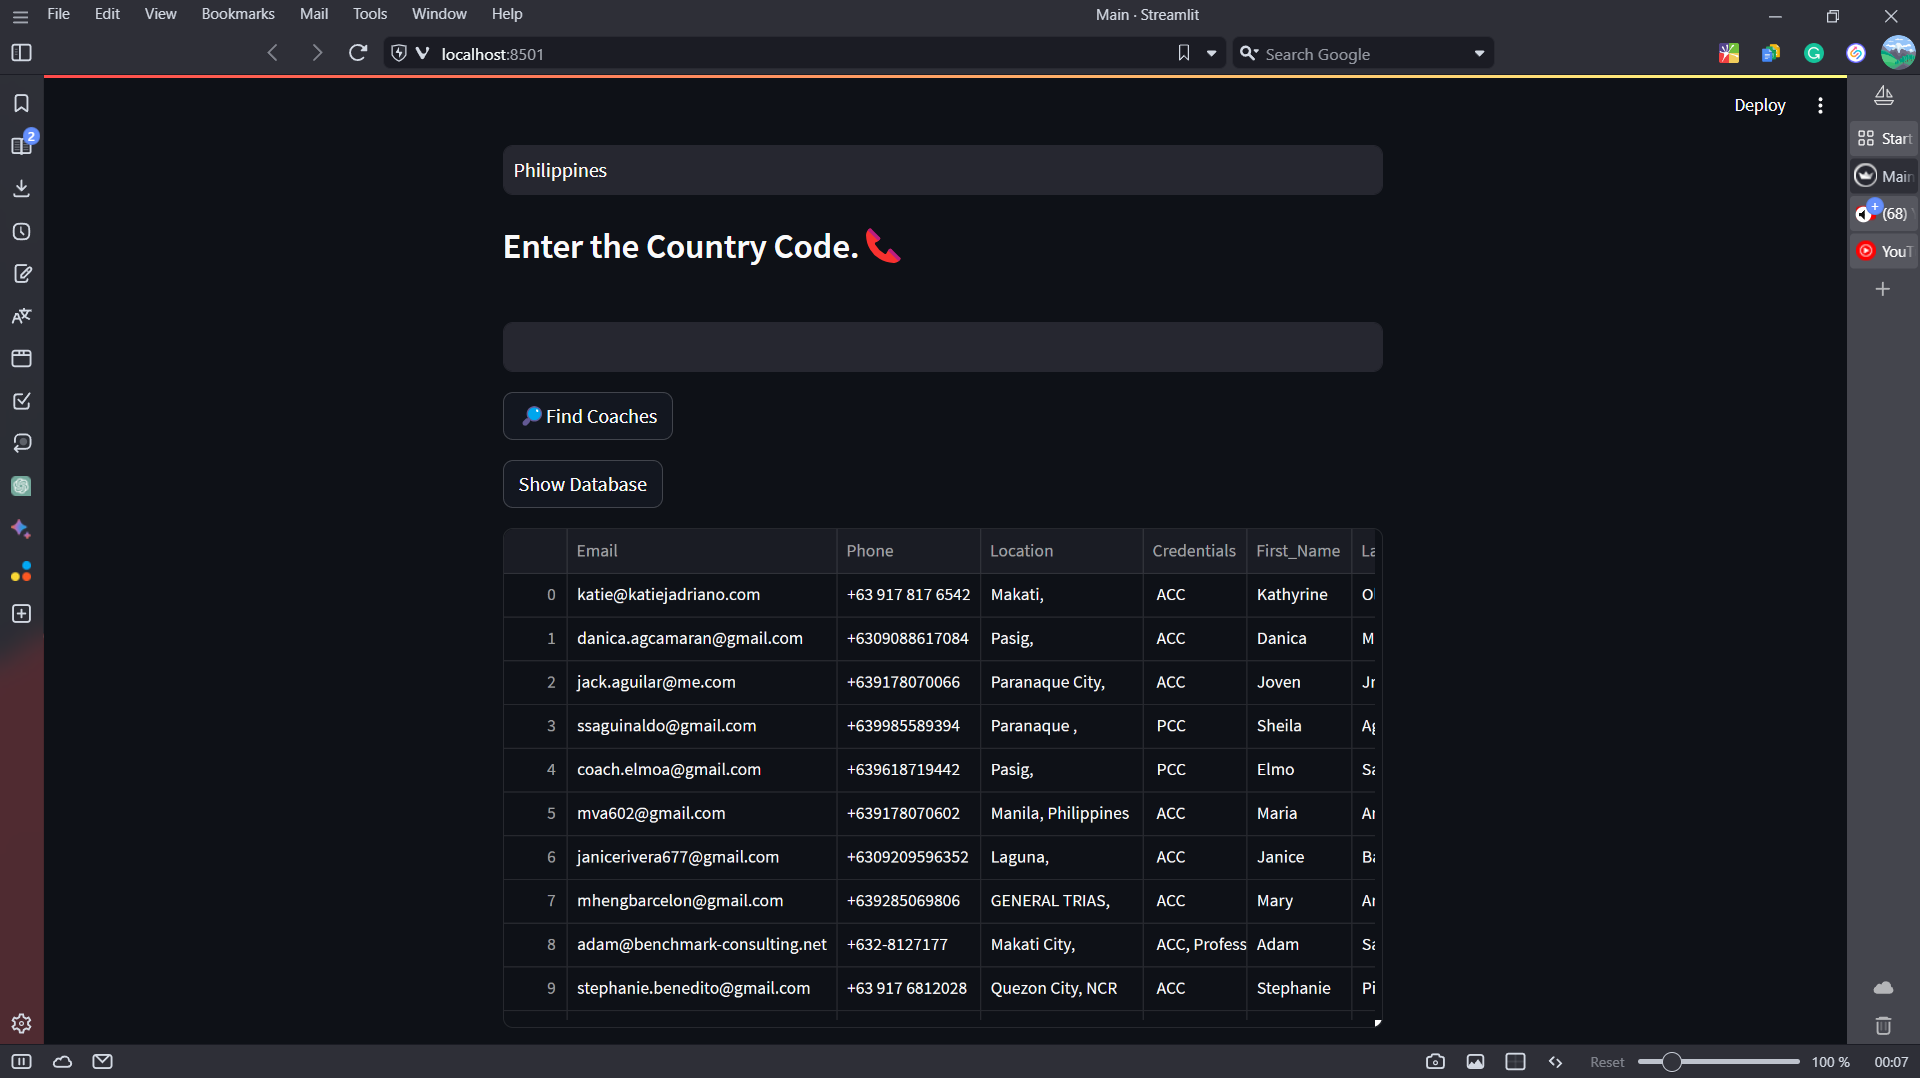 File Edit View Bookmarks Mail Tools Window Help
Main · Streamlit
localhost:8501
Search Google
Deploy
2
Start
Main
(68)
YouT
Philippines
Enter the Country Code.
Find Coaches
Show Database
Email Phone Location Credentials First_Name La
0 katie@katiejadriano.com +63 917 817 6542 Makati, ACC Kathyrine Ol
1 danica.agcamaran@gmail.com +6309088617084 Pasig, ACC Danica M
2 jack.aguilar@me.com +639178070066 Paranaque City, ACC Joven Jr
3 ssaguinaldo@gmail.com +639985589394 Paranaque , PCC Sheila Ag
4 coach.elmoa@gmail.com +639618719442 Pasig, PCC Elmo Sa
5 mva602@gmail.com +639178070602 Manila, Philippines ACC Maria Ar
6 janicerivera677@gmail.com +6309209596352 Laguna, ACC Janice Ba
7 mhengbarcelon@gmail.com +639285069806 GENERAL TRIAS, ACC Mary Ar
8 adam@benchmark-consulting.net +632-8127177 Makati City, ACC, Profess Adam Sa
9 stephanie.benedito@gmail.com +63 917 6812028 Quezon City, NCR ACC Stephanie Pi
Reset 100 % 00:07